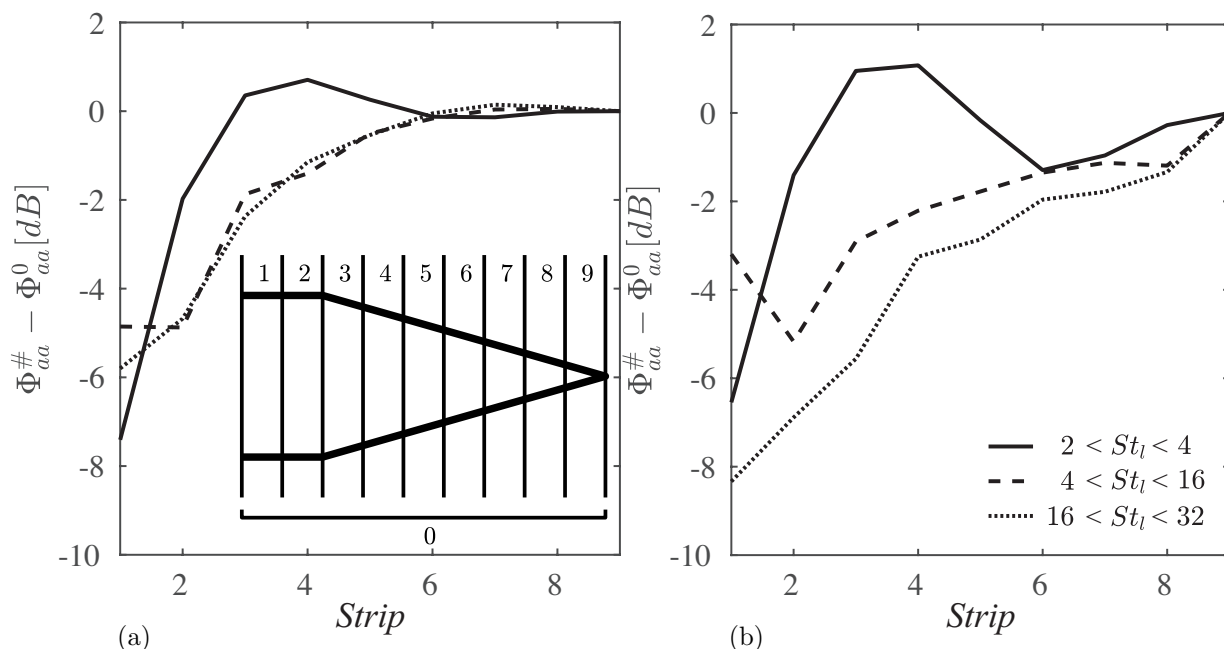 2
0
-2
-4
-6
-8
-10
Φ#aa − Φ0aa[dB]
1 2 3 4 5 6 7 8 9
0
2 4 6 8
Strip
(a)
2
0
-2
-4
-6
-8
-10
Φ#aa − Φ0aa[dB]
2 < Stl < 4
4 < Stl < 16
16 < Stl < 32
2 4 6 8
Strip
(b)